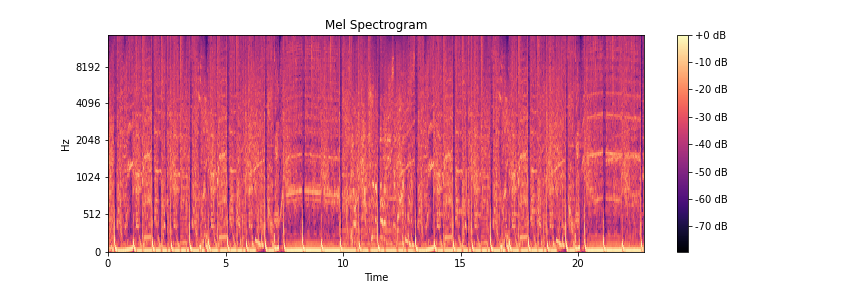 Mel Spectrogram
+0 dB
8192
-10 dB
4096
-20 dB
-30 dB
2048
Hz
-40 dB
1024
-50 dB
512
-60 dB
-70 dB
0
0 5 10 15 20
Time